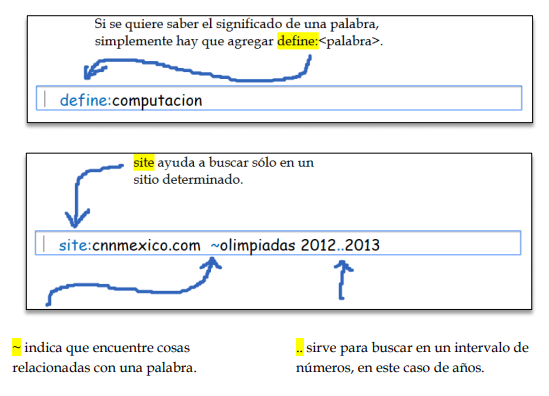 Si se quiere saber el significado de una palabra,
simplemente hay que agregar define:<palabra>.
define:computacion
site ayuda a buscar sólo en un
sitio determinado.
site:cnnmexico.com ~olimpiadas 2012..2013
~ indica que encuentre cosas
relacionadas con una palabra.
.. sirve para buscar en un intervalo de
números, en este caso de años.